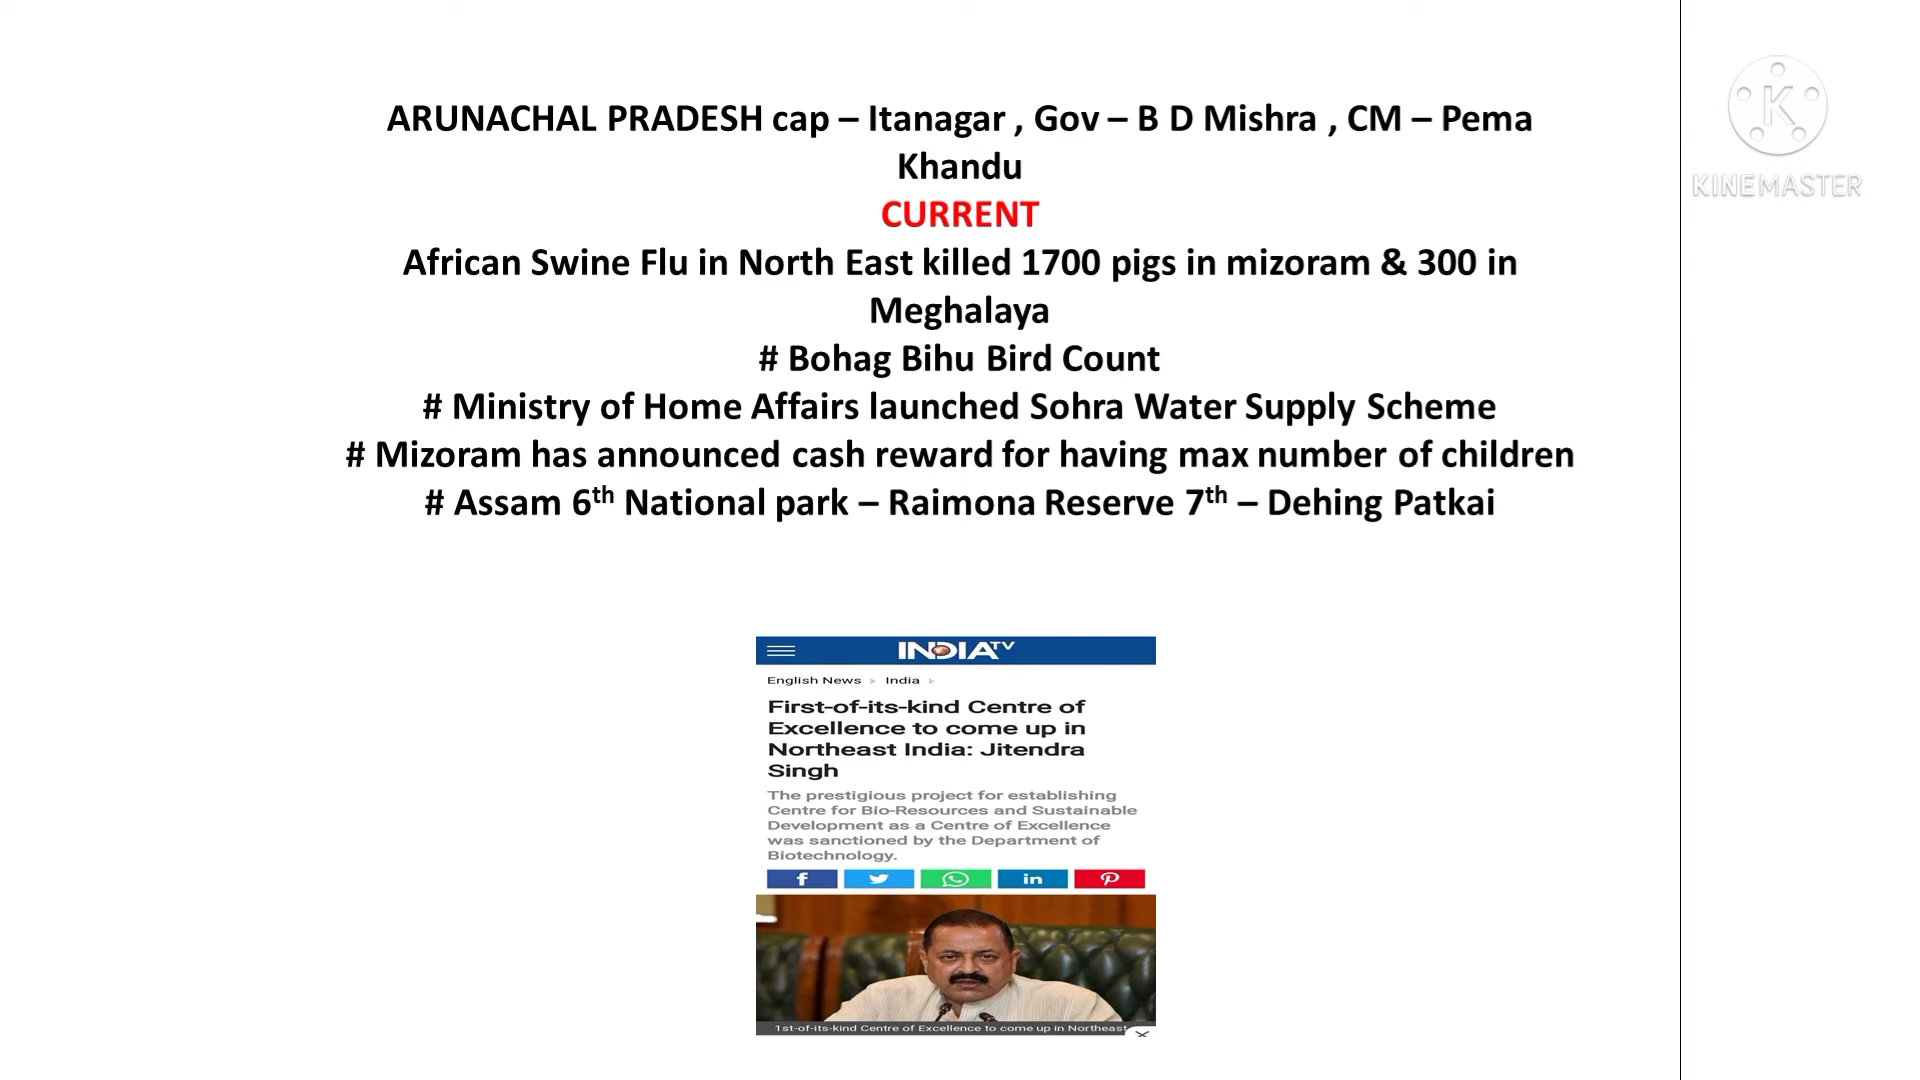 ARUNACHAL PRADESH cap – Itanagar , Gov – B D Mishra , CM – Pema
Khandu
CURRENT
African Swine Flu in North East killed 1700 pigs in mizoram & 300 in
Meghalaya
# Bohag Bihu Bird Count
# Ministry of Home Affairs launched Sohra Water Supply Scheme
# Mizoram has announced cash reward for having max number of children
# Assam 6th National park – Raimona Reserve 7th – Dehing Patkai
K
KINEMASTER
INDIA TV
English News India
First-of-its-kind Centre of
Excellence to come up in
Northeast India: Jitendra
Singh
The prestigious project for establishing
Centre for Bio-Resources and Sustainable
Development as a Centre of Excellence
was sanctioned by the Department of
Biotechnology.
1st-of-its-kind Centre of Excellence to come up in Northeast